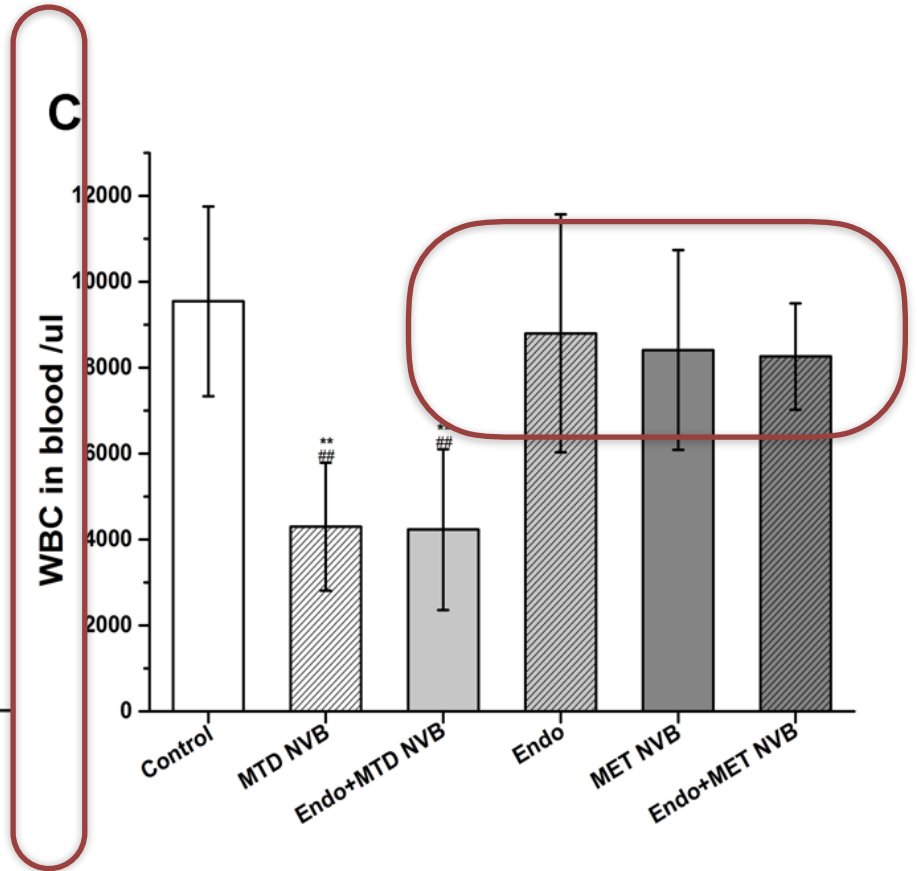 C
WBC in blood /ul
12000
10000
8000
6000
4000
2000
0
**
##
**
##
Control
MTD NVB
Endo+MTD NVB
Endo
MET NVB
Endo+MET NVB